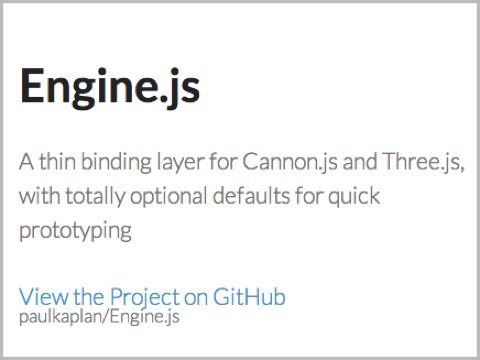 Engine.js
A thin binding layer for Cannon.js and Three.js,
with totally optional defaults for quick
prototyping
View the Project on GitHub
paulkaplan/Engine.js